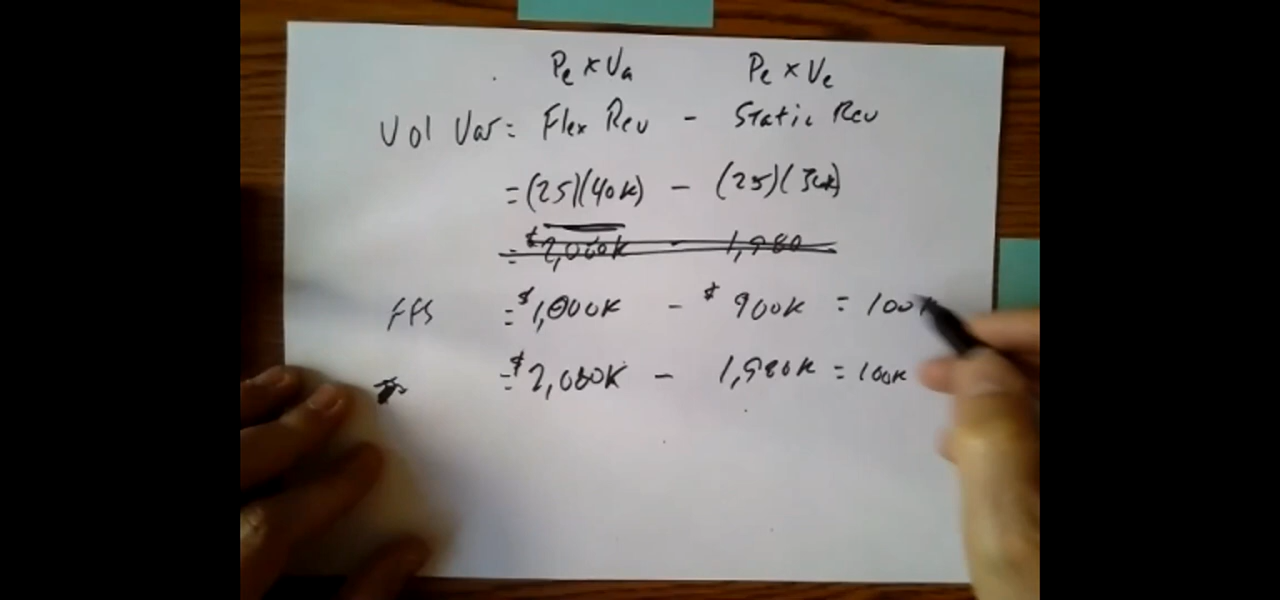 Pe x Va Pe x Ve
Vol Var = Flex Rev - Static Rev
= (25)(40K) - (25)(36K)
= $2,080K - 1,980
FFS = $1,000K - $900K = 100K
= $2,080K - 1,980K = 100K